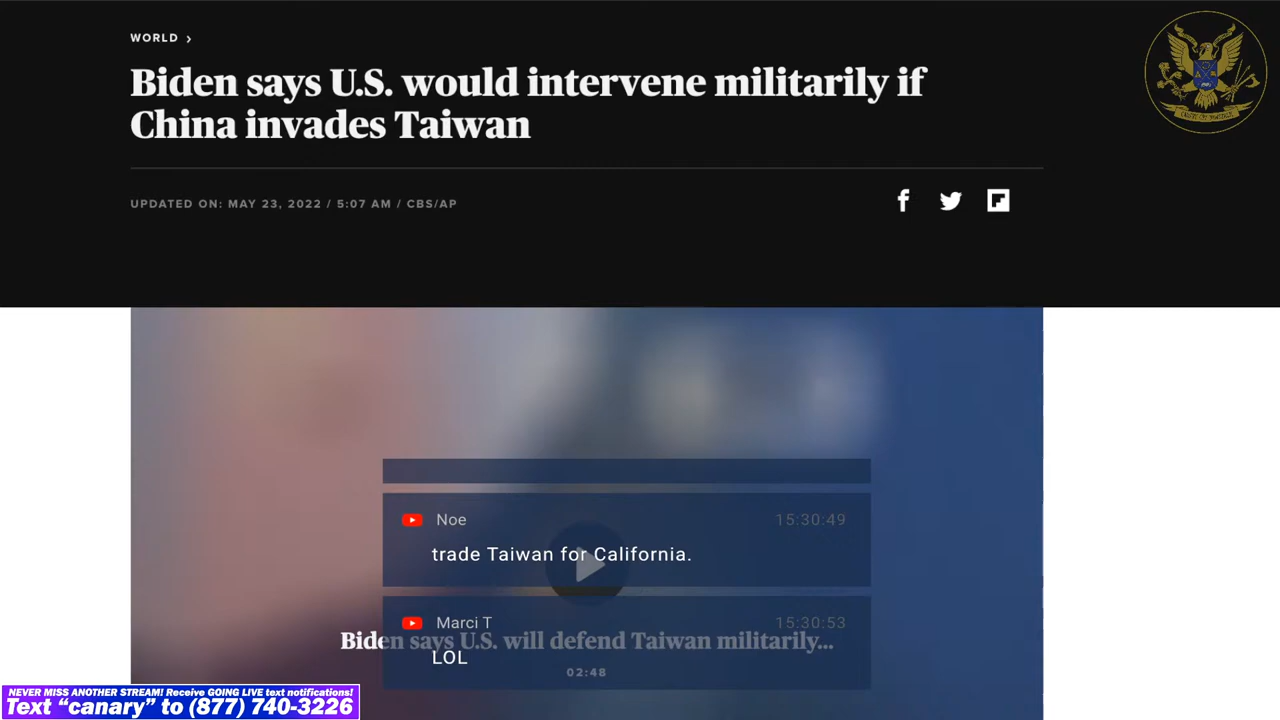 WORLD ›
Biden says U.S. would intervene militarily if
China invades Taiwan
UPDATED ON: MAY 23, 2022 / 5:07 AM / CBS/AP
Noe 15:30:49
trade Taiwan for California.
Marci T 15:30:53
LOL
Biden says U.S. will defend Taiwan militarily...
02:48
NEVER MISS ANOTHER STREAM! Receive GOING LIVE text notifications!
Text “canary” to (877) 740-3226